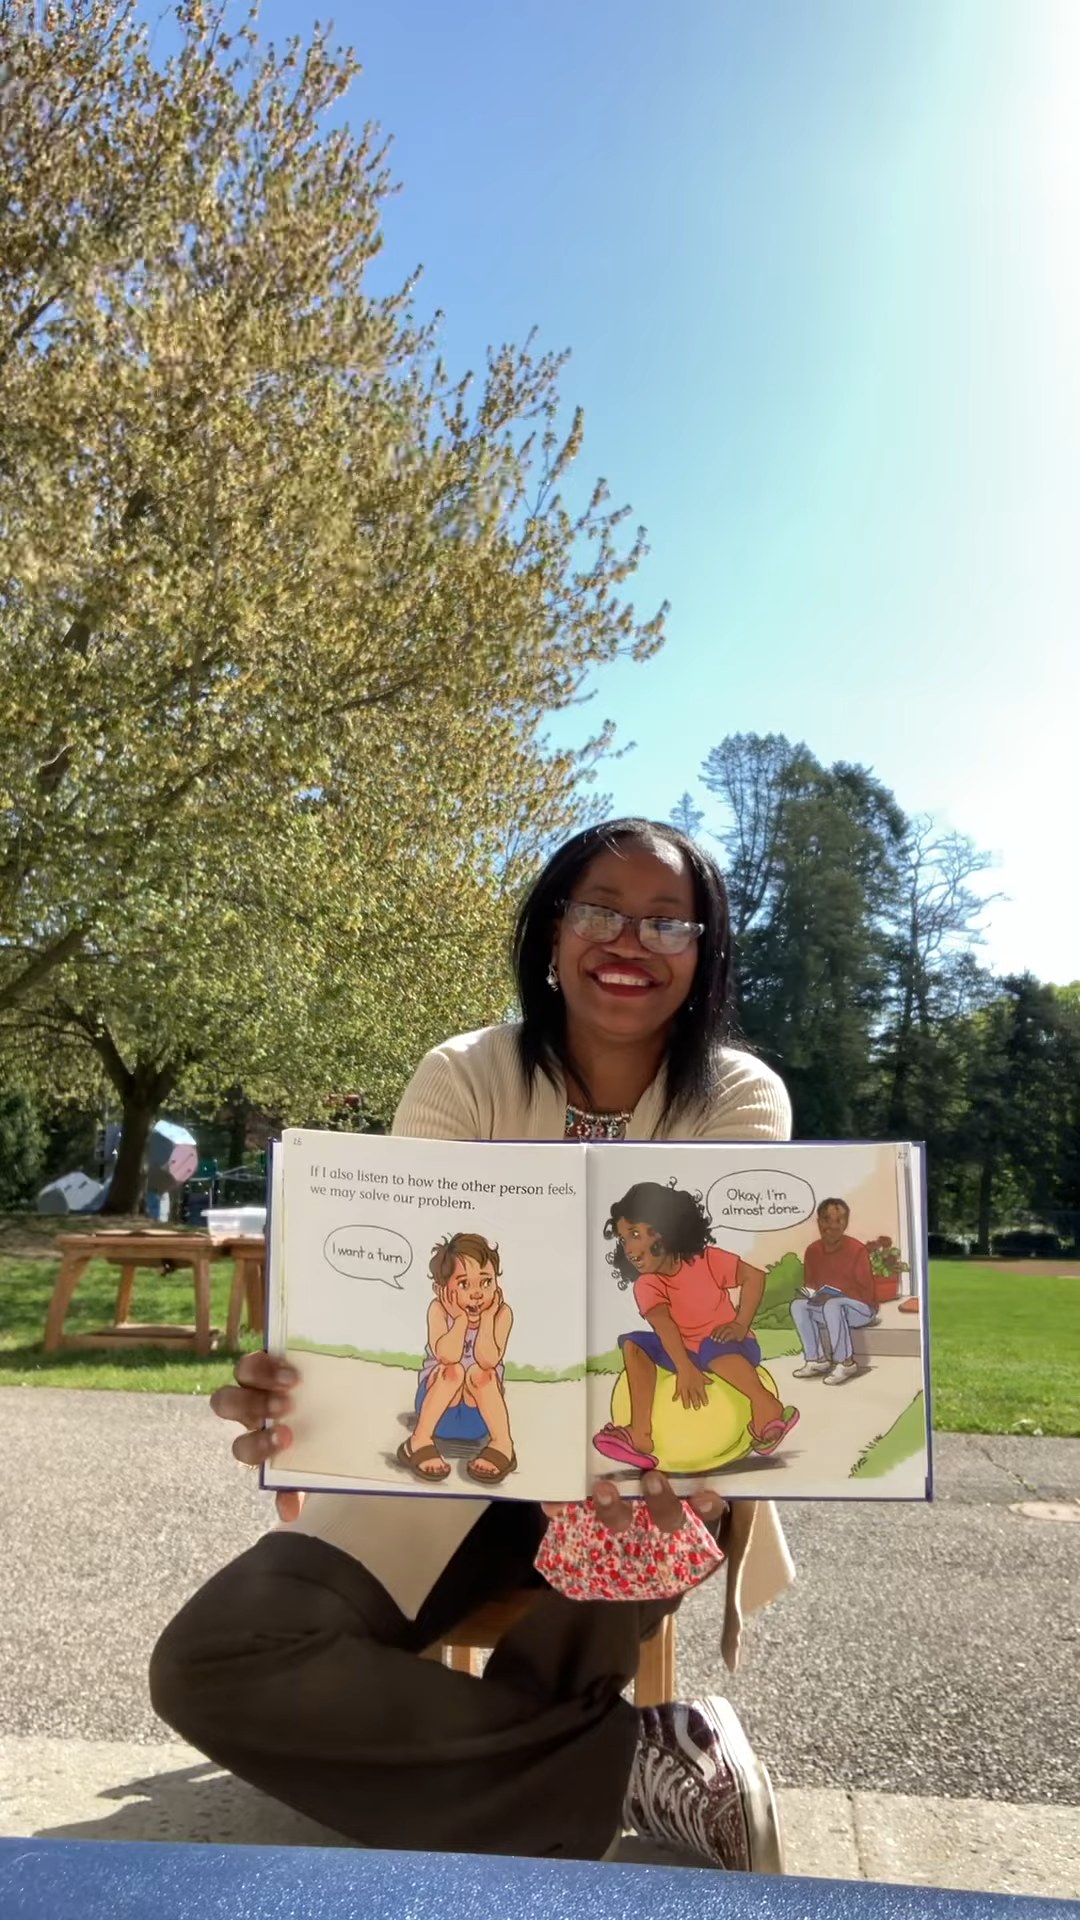 26
If I also listen to how the other person feels,
we may solve our problem.
I want a turn.
27
Okay. I'm
almost done.